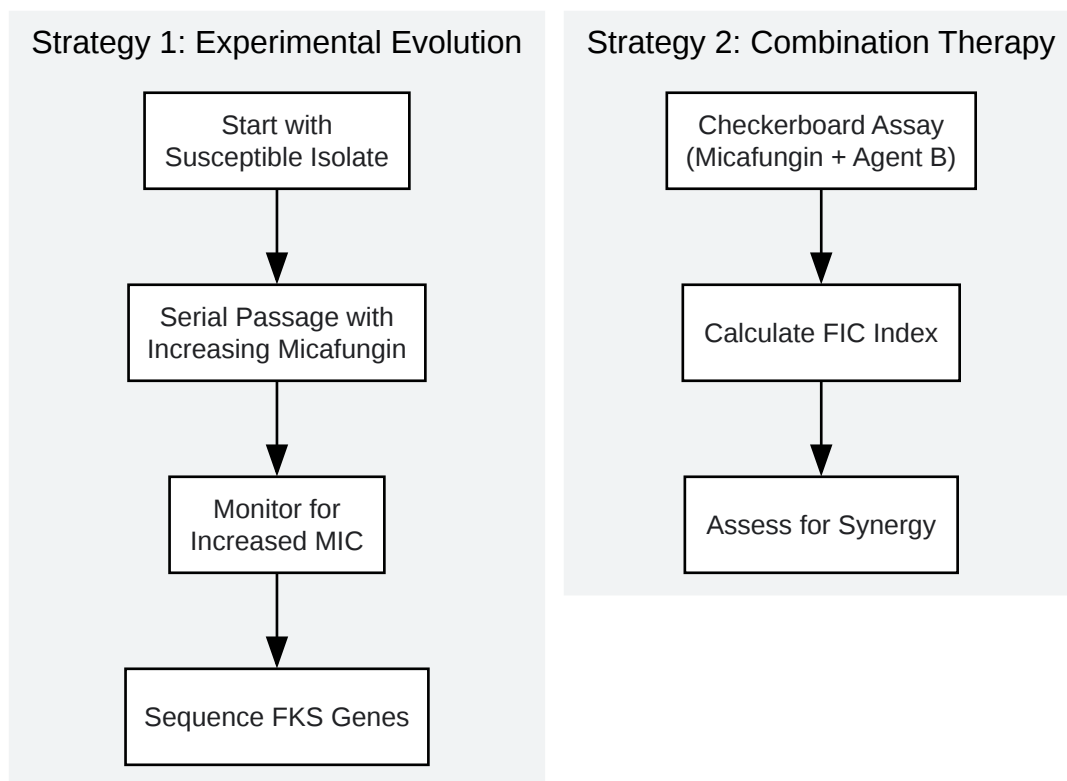 Strategy 1: Experimental Evolution
Start with
Susceptible Isolate
Serial Passage with
Increasing Micafungin
Monitor for
Increased MIC
Sequence FKS Genes
Strategy 2: Combination Therapy
Checkerboard Assay
(Micafungin + Agent B)
Calculate FIC Index
Assess for Synergy